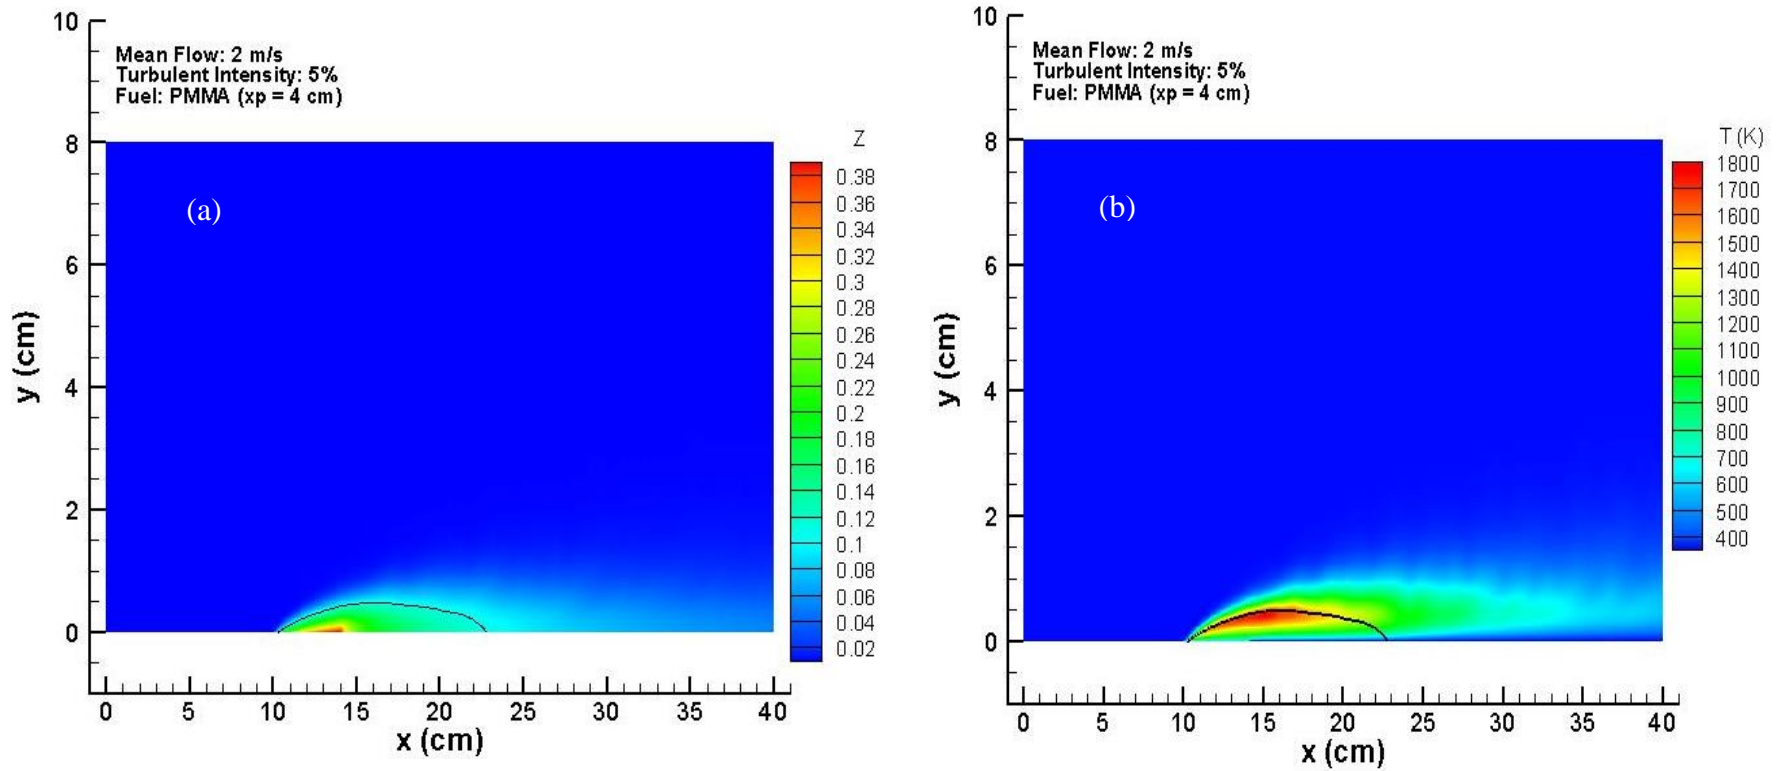 10
Mean Flow: 2 m/s
Turbulent Intensity: 5%
Fuel: PMMA (xp = 4 cm)
8
(a)
6
4
2
0
y (cm)
0 5 10 15 20 25 30 35 40
x (cm)
Z
0.38
0.36
0.34
0.32
0.3
0.28
0.26
0.24
0.22
0.2
0.18
0.16
0.14
0.12
0.1
0.08
0.06
0.04
0.02
10
Mean Flow: 2 m/s
Turbulent Intensity: 5%
Fuel: PMMA (xp = 4 cm)
8
(b)
6
4
2
0
y (cm)
0 5 10 15 20 25 30 35 40
x (cm)
T (K)
1800
1700
1600
1500
1400
1300
1200
1100
1000
900
800
700
600
500
400